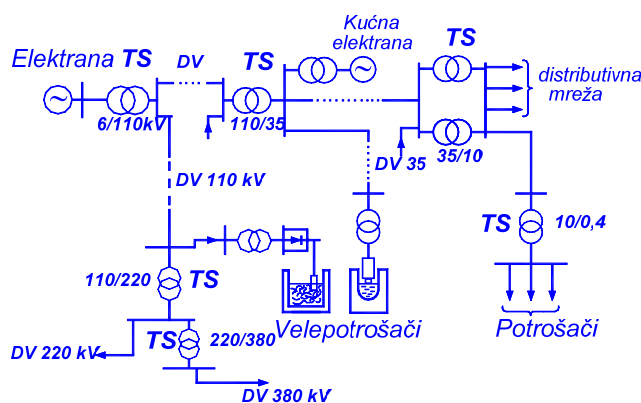 Elektrana TS
DV
TS
Kućna
elektrana
TS
distributivna
mreža
6/110kV
110/35
35/10
DV 35
DV 110 kV
TS
10/0,4
110/220
TS
Velepotrošači
Potrošači
TS
220/380
DV 220 kV
DV 380 kV